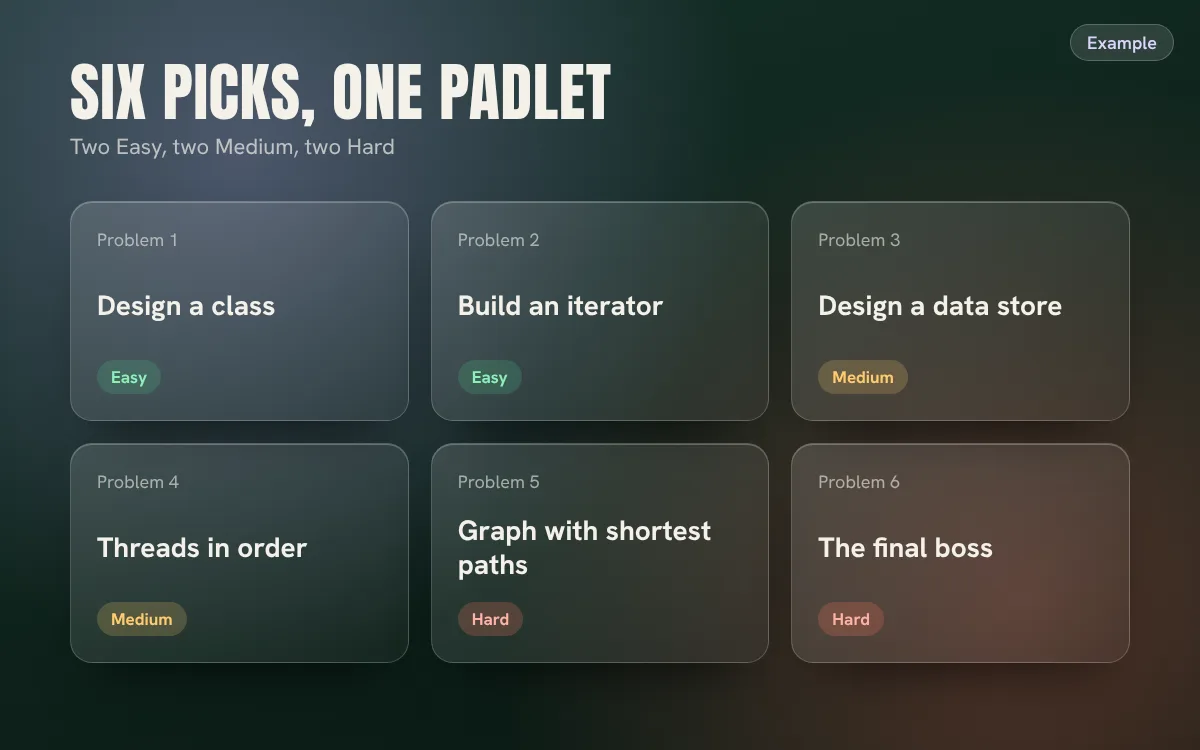 Example
SIX PICKS, ONE PADLET
Two Easy, two Medium, two Hard
Problem 1
Design a class
Easy
Problem 2
Build an iterator
Easy
Problem 3
Design a data store
Medium
Problem 4
Threads in order
Medium
Problem 5
Graph with shortest
paths
Hard
Problem 6
The final boss
Hard